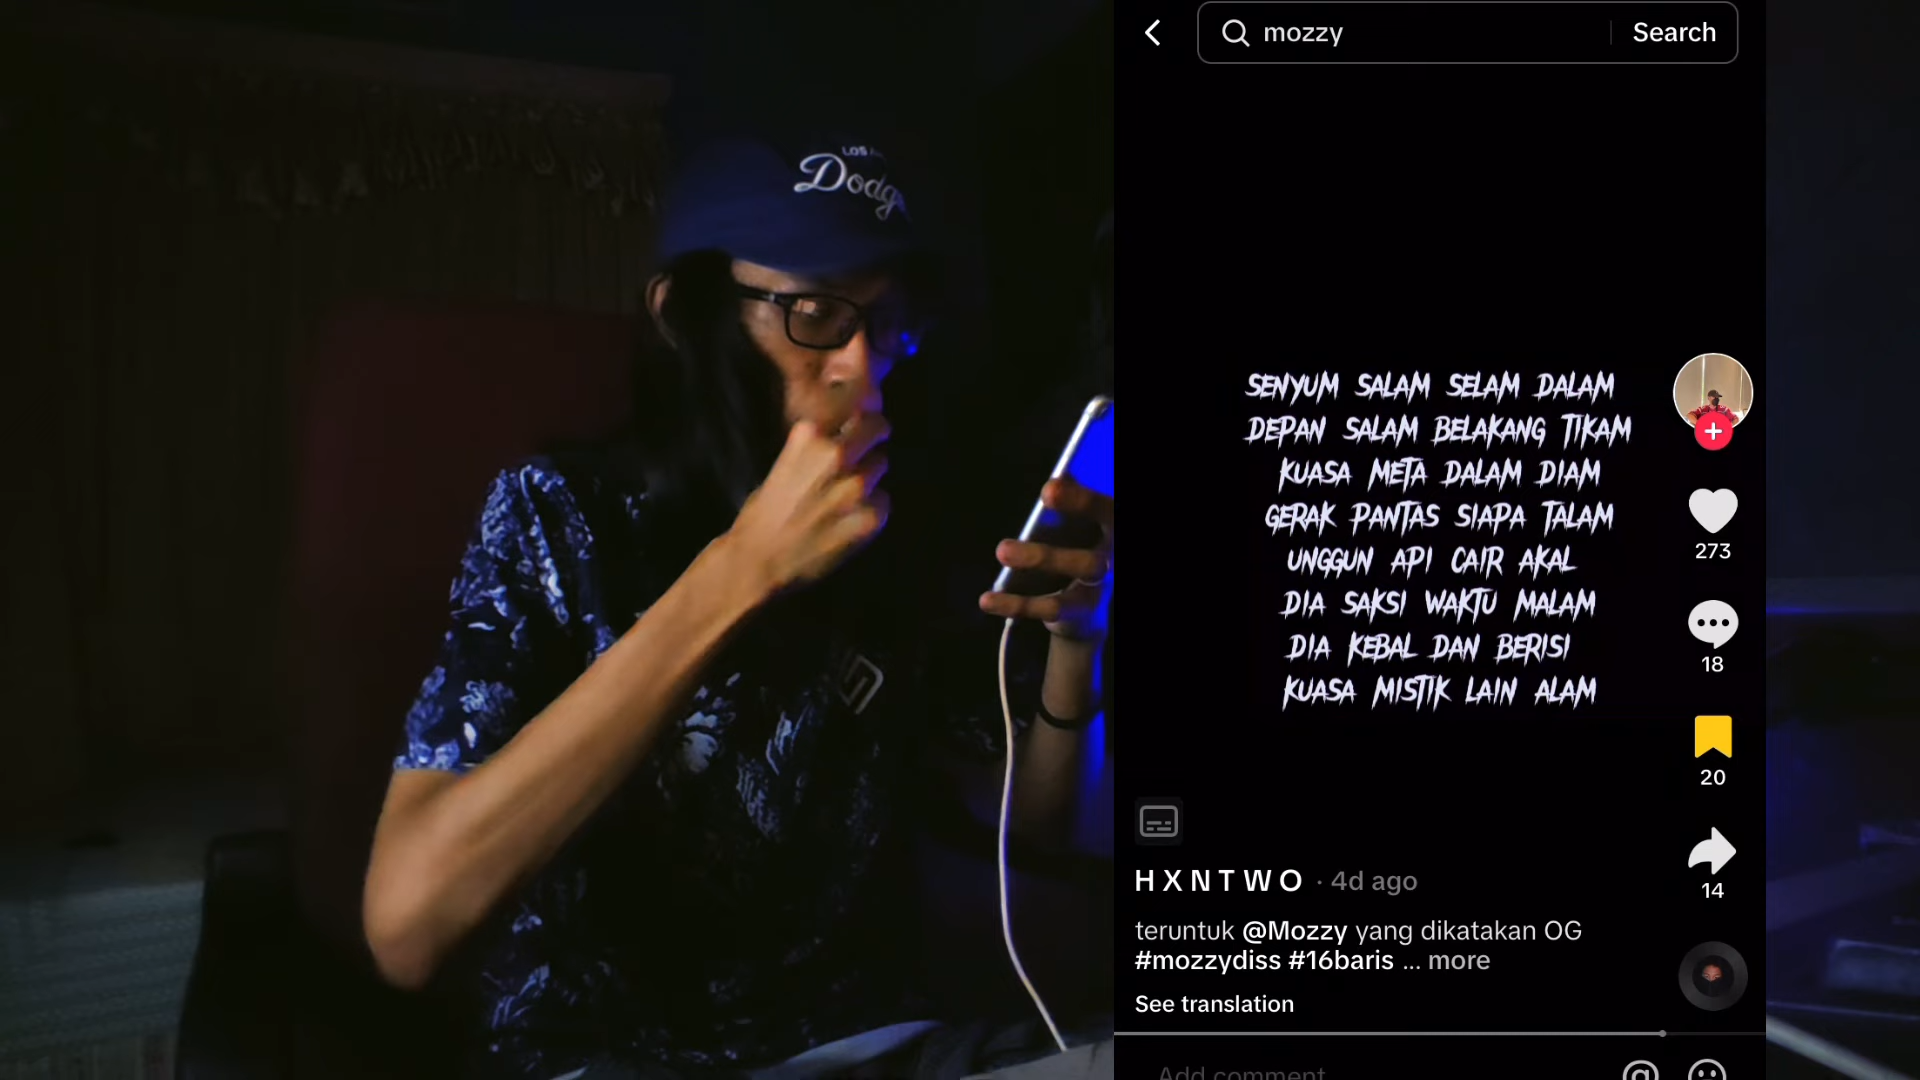 mozzy
Search
LOS
Dodg
SENYUM SALAM SELAM DALAM
DEPAN SALAM BELAKANG TIKAM
KUASA META DALAM DIAM
GERAK PANTAS SIAPA TALAM
UNGGUN API CAIR AKAL
DIA SAKSI WAKTU MALAM
DIA KEBAL DAN BERISI
KUASA MISTIK LAIN ALAM
273
18
20
14
H X N T W O · 4d ago
teruntuk @Mozzy yang dikatakan OG
#mozzydiss #16baris ... more
See translation
Add comment